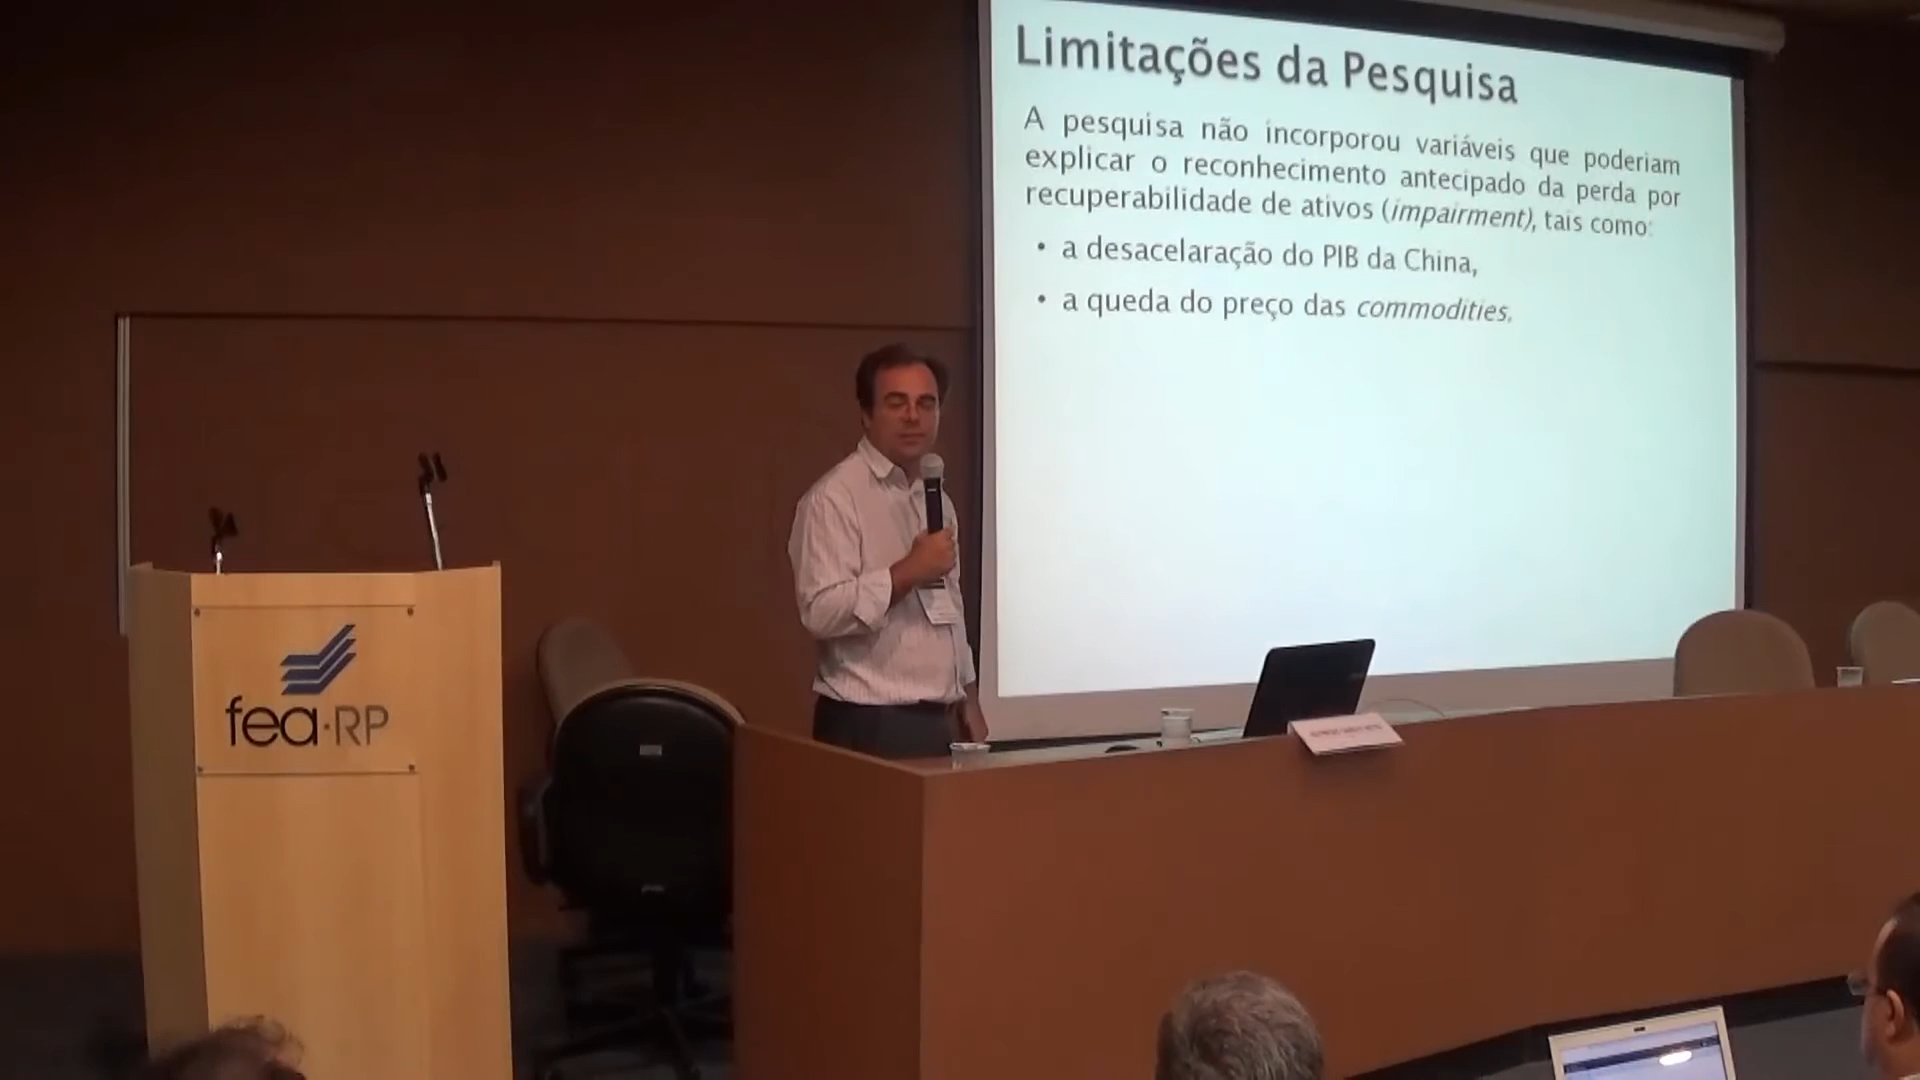 Limitações da Pesquisa
A pesquisa não incorporou variáveis que poderiam
explicar o reconhecimento antecipado da perda por
recuperabilidade de ativos (impairment), tais como:
• a desacelaração do PIB da China,
• a queda do preço das commodities.
fea-RP